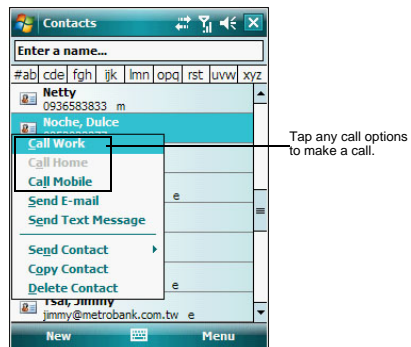 Contacts
Enter a name...
#ab cde fgh ijk lmn opq rst uvw xyz
Netty
0936583833 m
Noche, Dulce
Call Work
Call Home
Call Mobile
Send E-mail
e
Send Text Message
Send Contact
Copy Contact
Delete Contact
e
Tsai, Jimmy
jimmy@metrobank.com.tw e
New Menu
Tap any call options
to make a call.